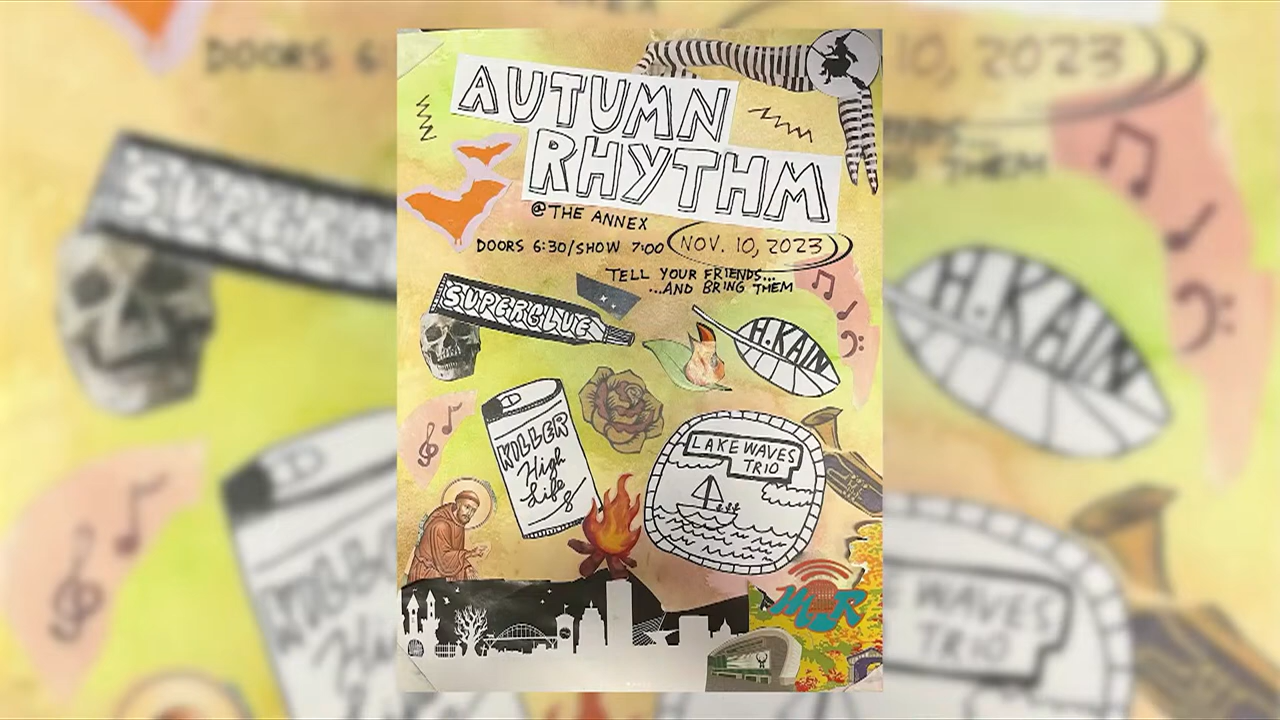 AUTUMN
RHYTHM
@THE ANNEX
DOORS 6:30/SHOW 7:00
NOV. 10, 2023
TELL YOUR FRIENDS...
...AND BRING THEM
SUPERGLUE
H.KAIN
KILLER
High
Life
LAKE WAVES
TRIO